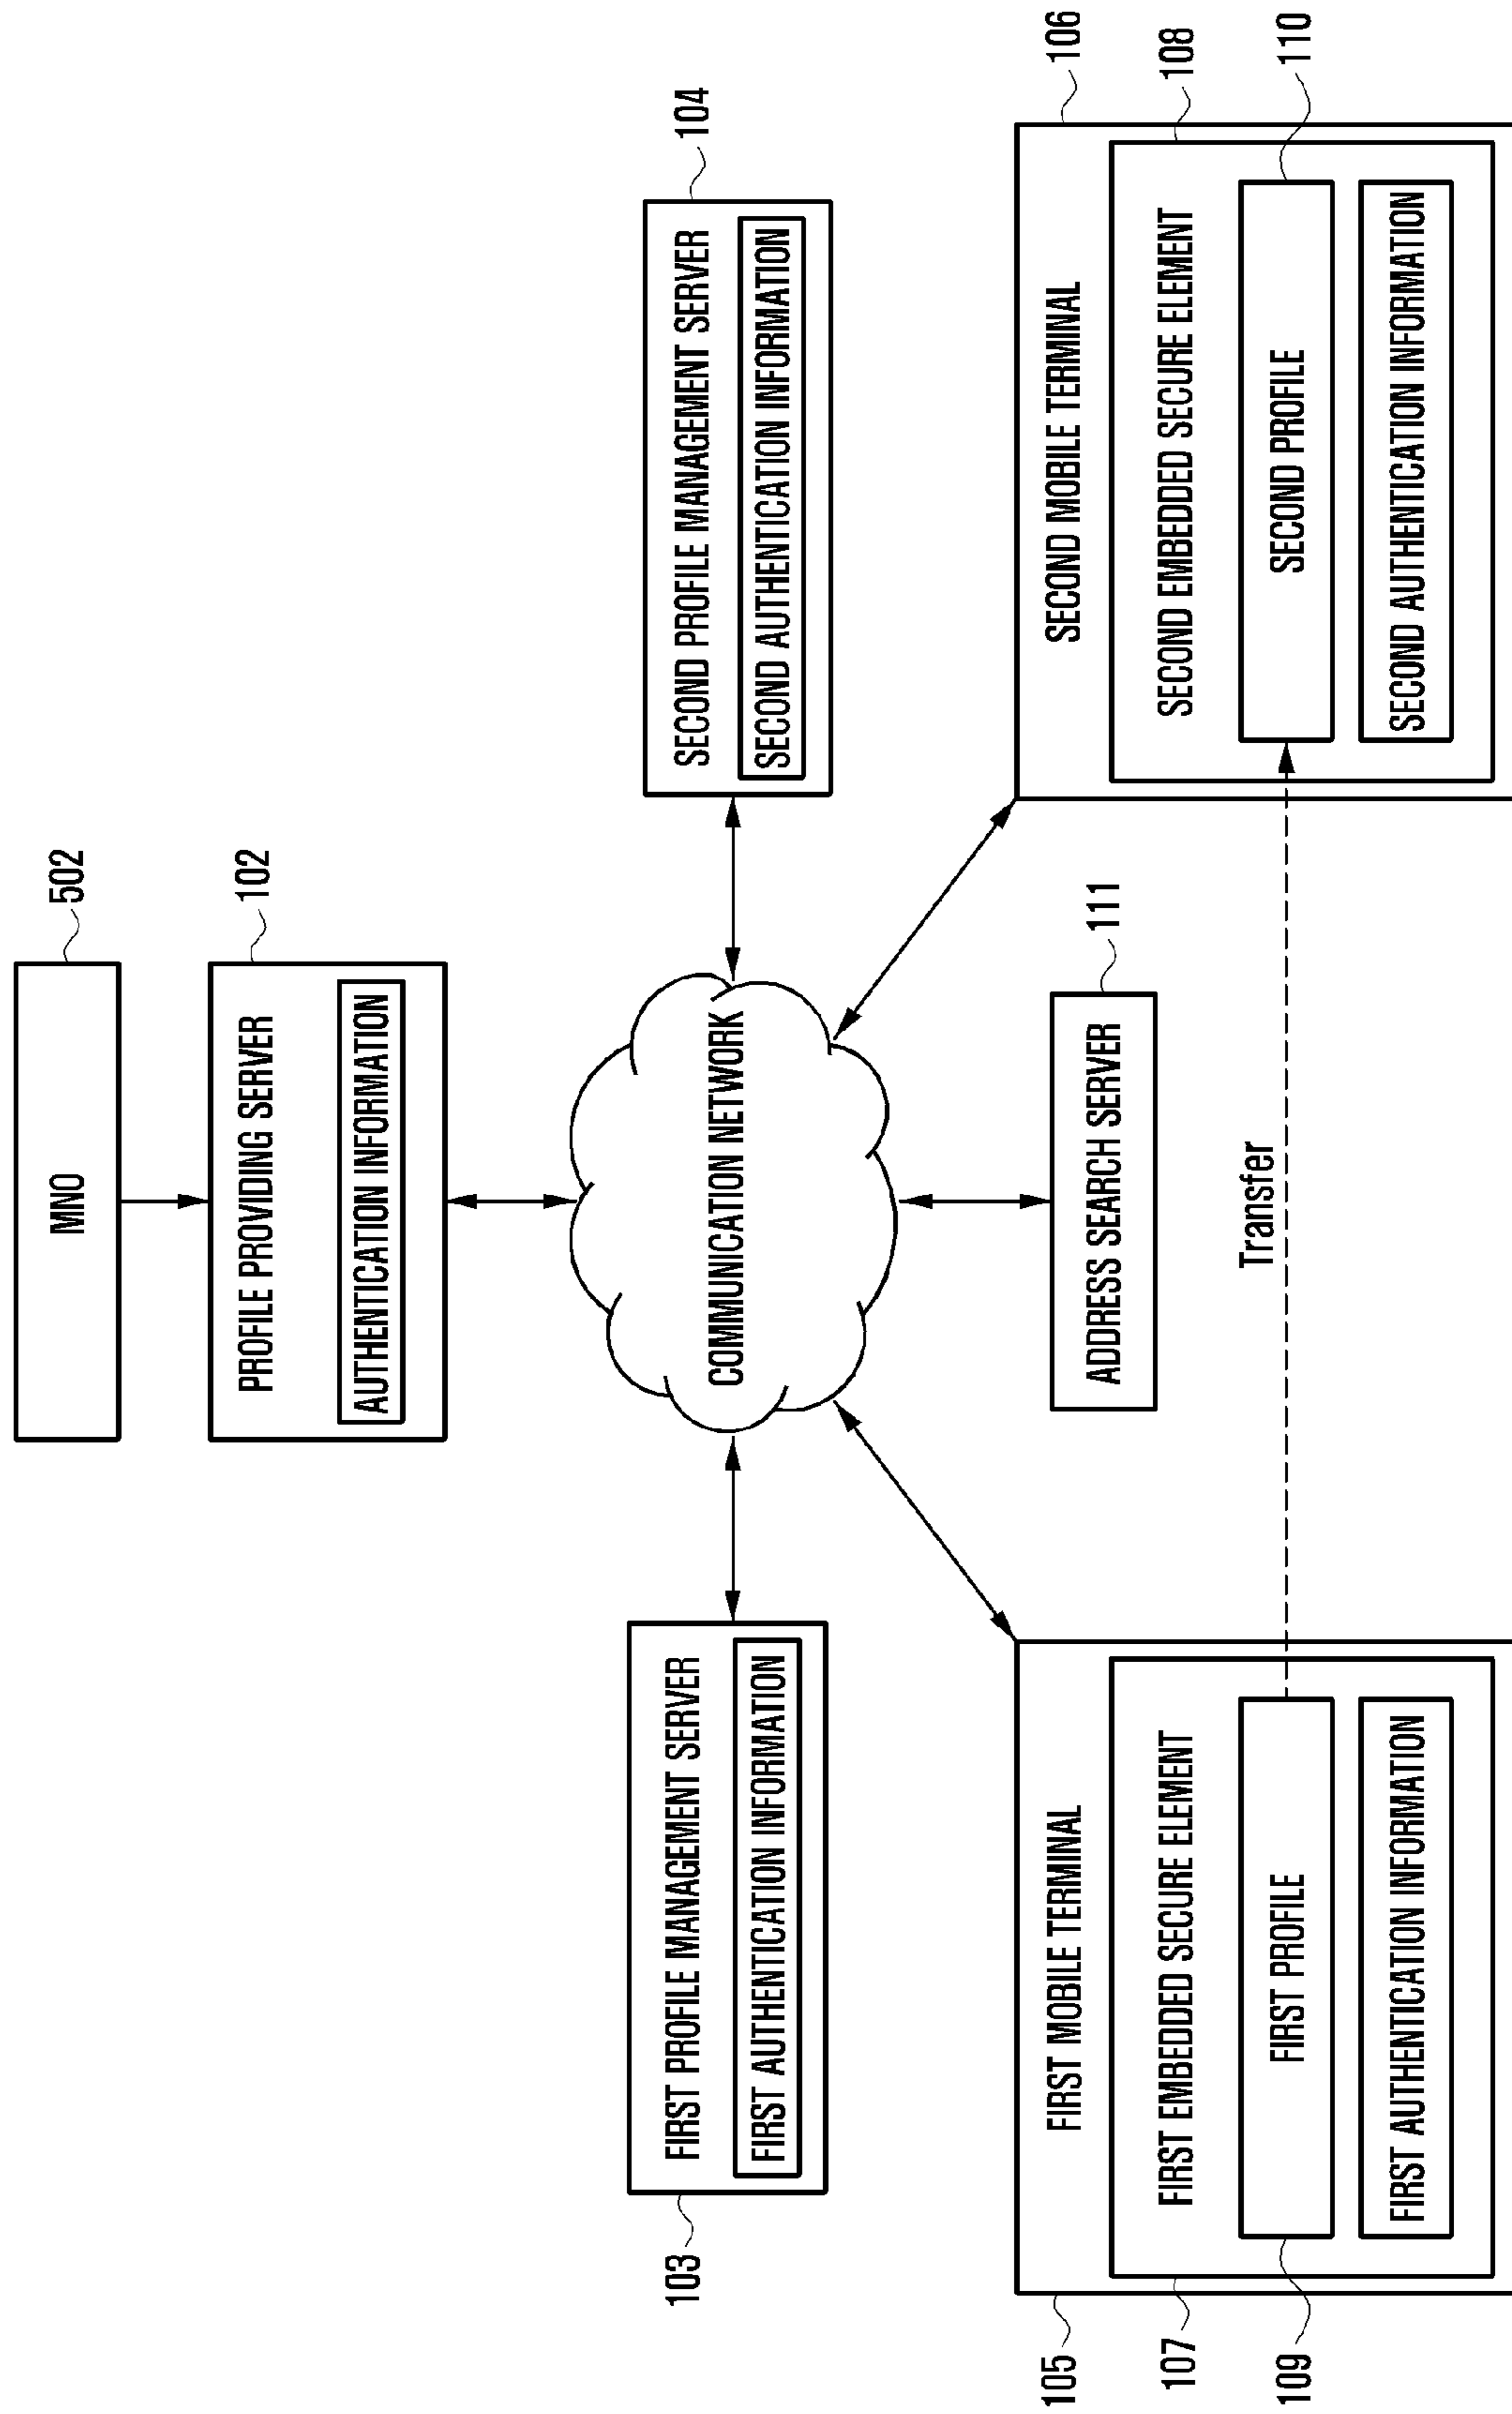 MNO
502
PROFILE PROVIDING SERVER
102
AUTHENTICATION INFORMATION
103
FIRST PROFILE MANAGEMENT SERVER
FIRST AUTHENTICATION INFORMATION
COMMUNICATION NETWORK
SECOND PROFILE MANAGEMENT SERVER
104
SECOND AUTHENTICATION INFORMATION
105
FIRST MOBILE TERMINAL
107
FIRST EMBEDDED SECURE ELEMENT
109
FIRST PROFILE
FIRST AUTHENTICATION INFORMATION
ADDRESS SEARCH SERVER
111
Transfer
SECOND MOBILE TERMINAL
106
SECOND EMBEDDED SECURE ELEMENT
108
SECOND PROFILE
110
SECOND AUTHENTICATION INFORMATION